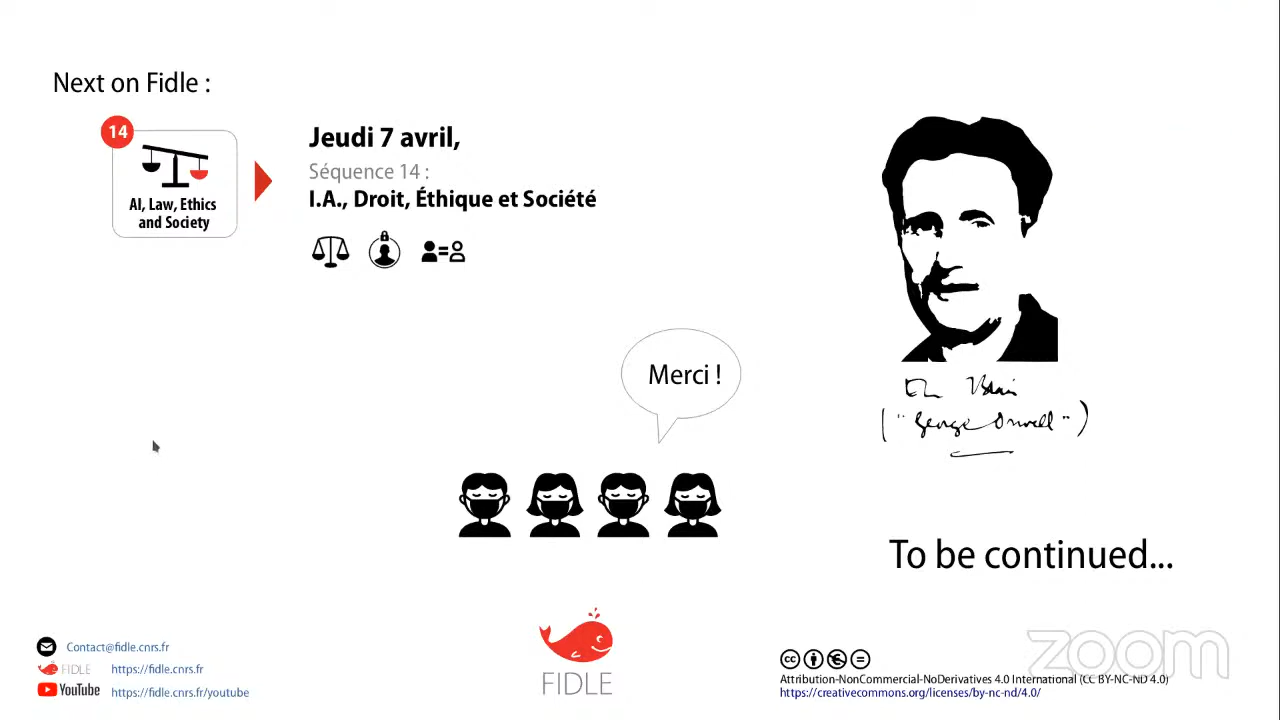 Next on Fidle :
14
AI, Law, Ethics
and Society
Jeudi 7 avril,
Séquence 14 :
I.A., Droit, Éthique et Société
Merci !
("George Orwell")
To be continued...
Contact@fidle.cnrs.fr
FIDLE https://fidle.cnrs.fr
YouTube https://fidle.cnrs.fr/youtube
FIDLE
cc
Attribution-NonCommercial-NoDerivatives 4.0 International (CC BY-NC-ND 4.0)
https://creativecommons.org/licenses/by-nc-nd/4.0/
zoom